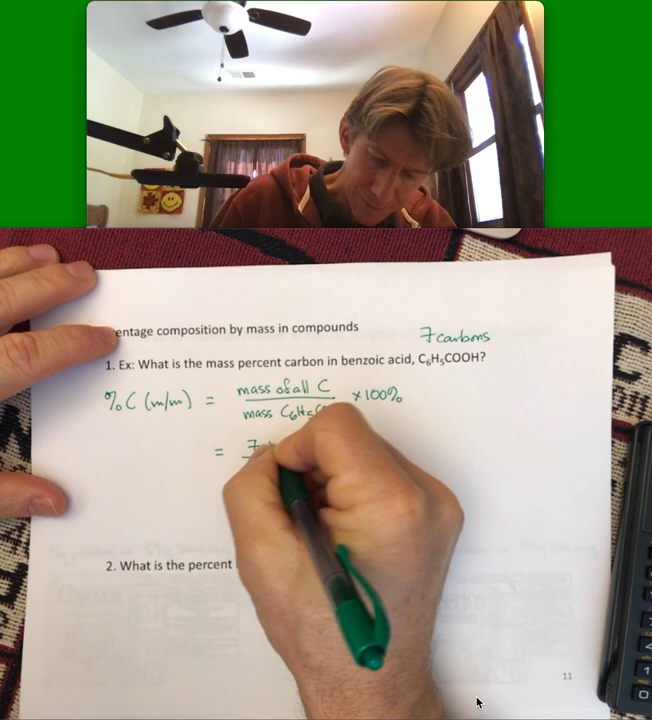 entage composition by mass in compounds
7 carbons
1. Ex: What is the mass percent carbon in benzoic acid, C₆H₅COOH?
%C (m/m) = mass of all C / mass C₆H₅C × 100%
= 7
2. What is the percent
11